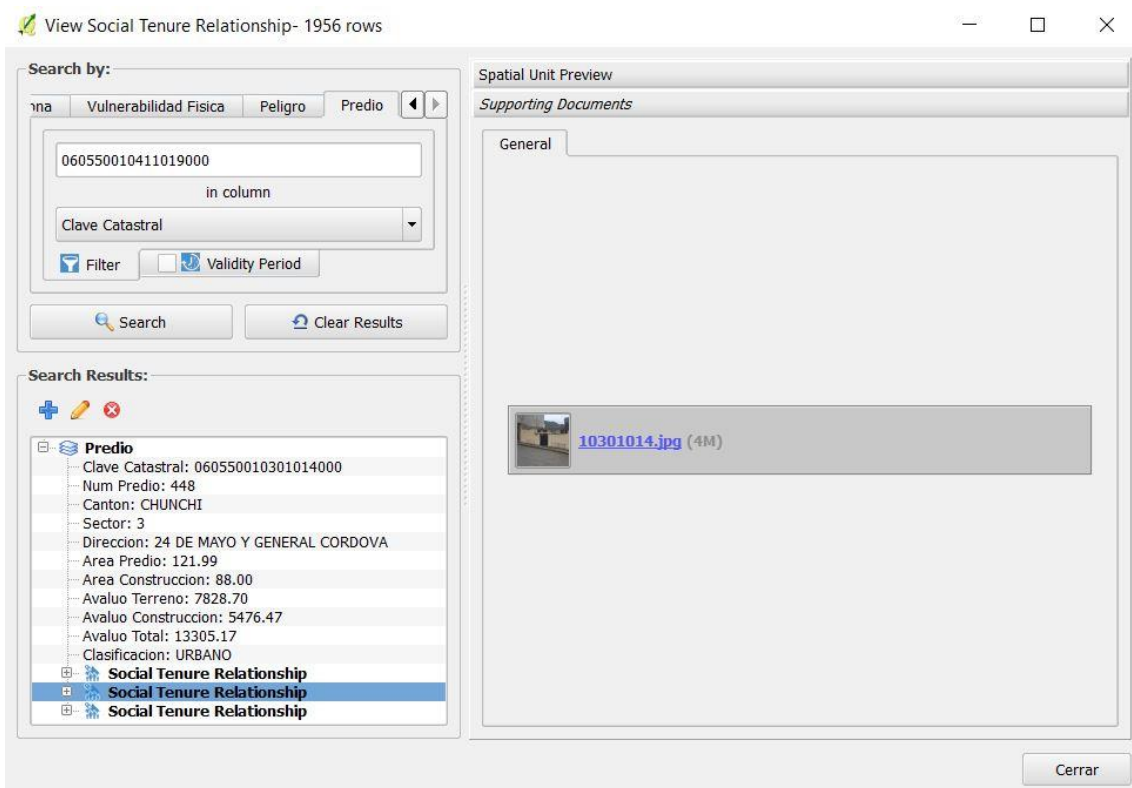 View Social Tenure Relationship- 1956 rows
Search by:
ona Vulnerabilidad Fisica Peligro Predio
060550010411019000
in column
Clave Catastral
Filter Validity Period
Search Clear Results
Search Results:
Predio
Clave Catastral: 060550010301014000
Num Predio: 448
Canton: CHUNCHI
Sector: 3
Direccion: 24 DE MAYO Y GENERAL CORDOVA
Area Predio: 121.99
Area Construccion: 88.00
Avaluo Terreno: 7828.70
Avaluo Construccion: 5476.47
Avaluo Total: 13305.17
Clasificacion: URBANO
Social Tenure Relationship
Social Tenure Relationship
Social Tenure Relationship
Spatial Unit Preview
Supporting Documents
General
10301014.jpg (4M)
Cerrar